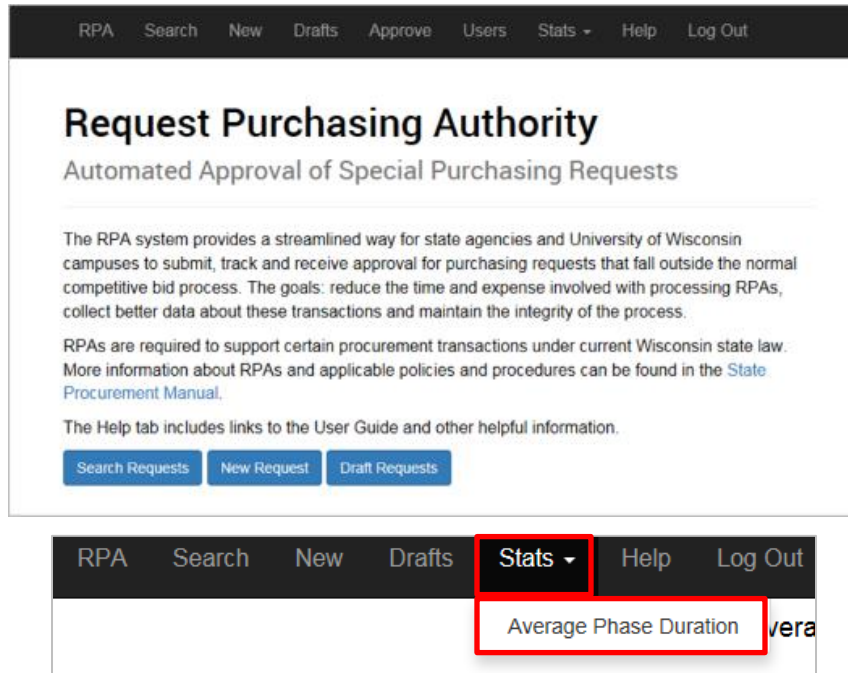 RPA Search New Drafts Approve Users Stats Help Log Out
Request Purchasing Authority
Automated Approval of Special Purchasing Requests
The RPA system provides a streamlined way for state agencies and University of Wisconsin
campuses to submit, track and receive approval for purchasing requests that fall outside the normal
competitive bid process. The goals: reduce the time and expense involved with processing RPAs,
collect better data about these transactions and maintain the integrity of the process.
RPAs are required to support certain procurement transactions under current Wisconsin state law.
More information about RPAs and applicable policies and procedures can be found in the State
Procurement Manual.
The Help tab includes links to the User Guide and other helpful information.
Search Requests New Request Draft Requests
RPA Search New Drafts Stats Help Log Out
Average Phase Duration vera